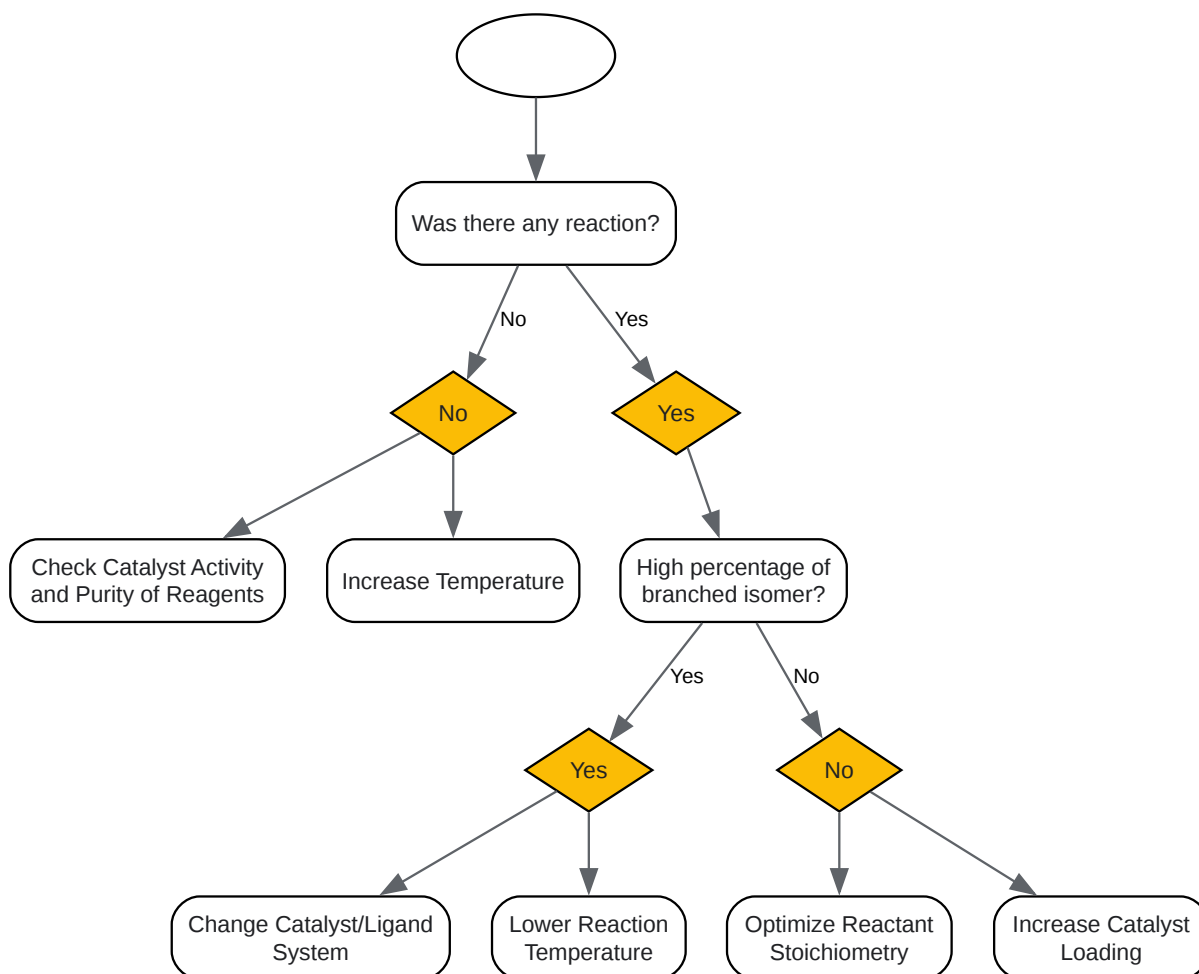 Was there any reaction?
No
Yes
No
Yes
Check Catalyst Activity
and Purity of Reagents
Increase Temperature
High percentage of
branched isomer?
Yes
No
Yes
No
Change Catalyst/Ligand
System
Lower Reaction
Temperature
Optimize Reactant
Stoichiometry
Increase Catalyst
Loading